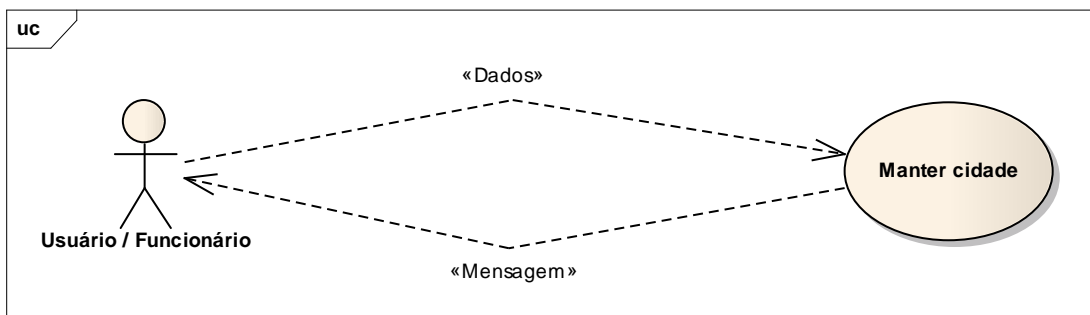 uc
«Dados»
Manter cidade
Usuário / Funcionário
«Mensagem»